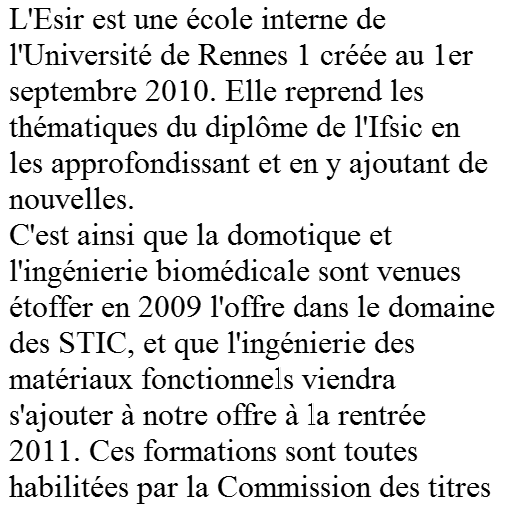 L'Esir est une école interne de
l'Université de Rennes 1 créée au 1er
septembre 2010. Elle reprend les
thématiques du diplôme de l'Ifsic en
les approfondissant et en y ajoutant de
nouvelles.
C'est ainsi que la domotique et
l'ingénierie biomédicale sont venues
étoffer en 2009 l'offre dans le domaine
des STIC, et que l'ingénierie des
matériaux fonctionnels viendra
s'ajouter à notre offre à la rentrée
2011. Ces formations sont toutes
habilitées par la Commission des titres